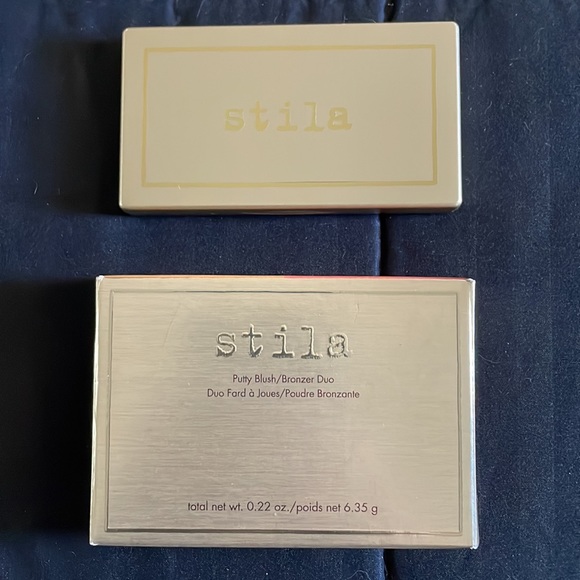 stila
stila
Putty Blush/Bronzer Duo
Duo Fard à Joues/Poudre Bronzante
total net wt. 0.22 oz./poids net 6.35 g